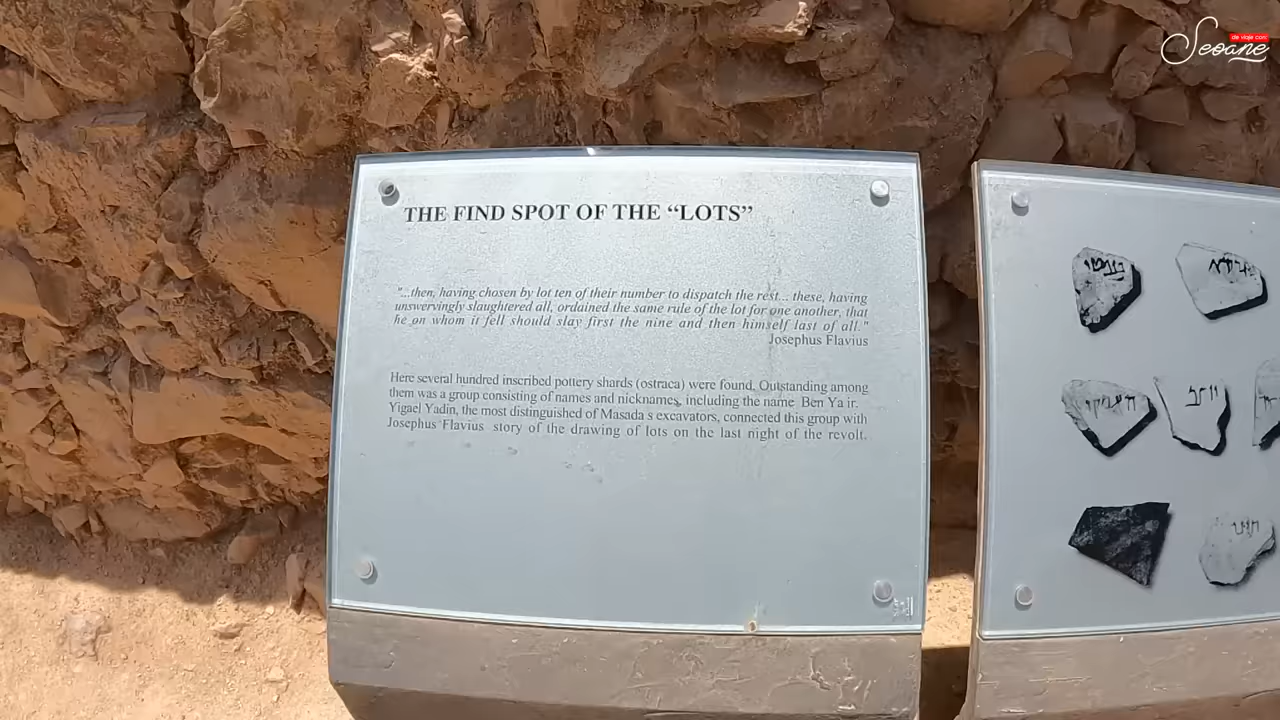 de viaje con:
Seoane
THE FIND SPOT OF THE “LOTS”
"...then, having chosen by lot ten of their number to dispatch the rest... these, having
unswervingly slaughtered all, ordained the same rule of the lot for one another, that
he on whom it fell should slay first the nine and then himself last of all."
Josephus Flavius
Here several hundred inscribed pottery shards (ostraca) were found. Outstanding among
them was a group consisting of names and nicknames, including the name Ben Ya ir.
Yigael Yadin, the most distinguished of Masada s excavators, connected this group with
Josephus Flavius story of the drawing of lots on the last night of the revolt.